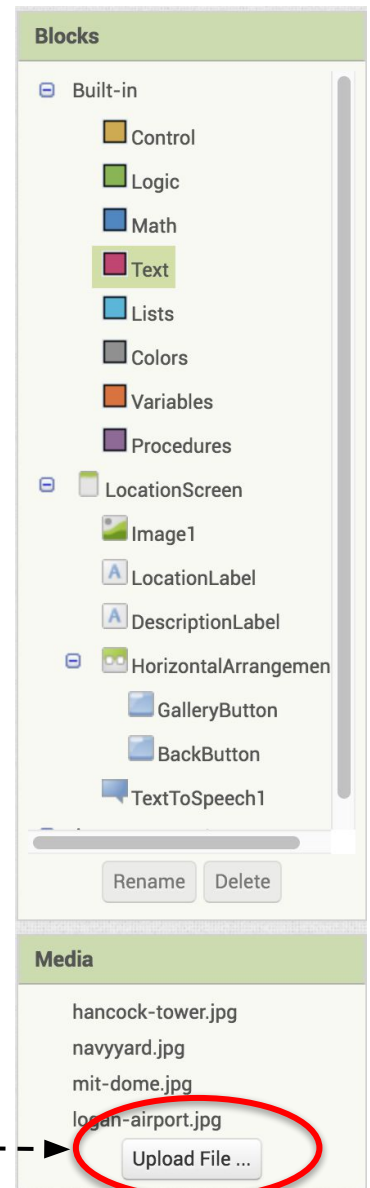 Blocks
Built-in
Control
Logic
Math
Text
Lists
Colors
Variables
Procedures
LocationScreen
Image1
A LocationLabel
A DescriptionLabel
HorizontalArrangemen
GalleryButton
BackButton
TextToSpeech1
Rename Delete
Media
hancock-tower.jpg
navyyard.jpg
mit-dome.jpg
logan-airport.jpg
Upload File ...